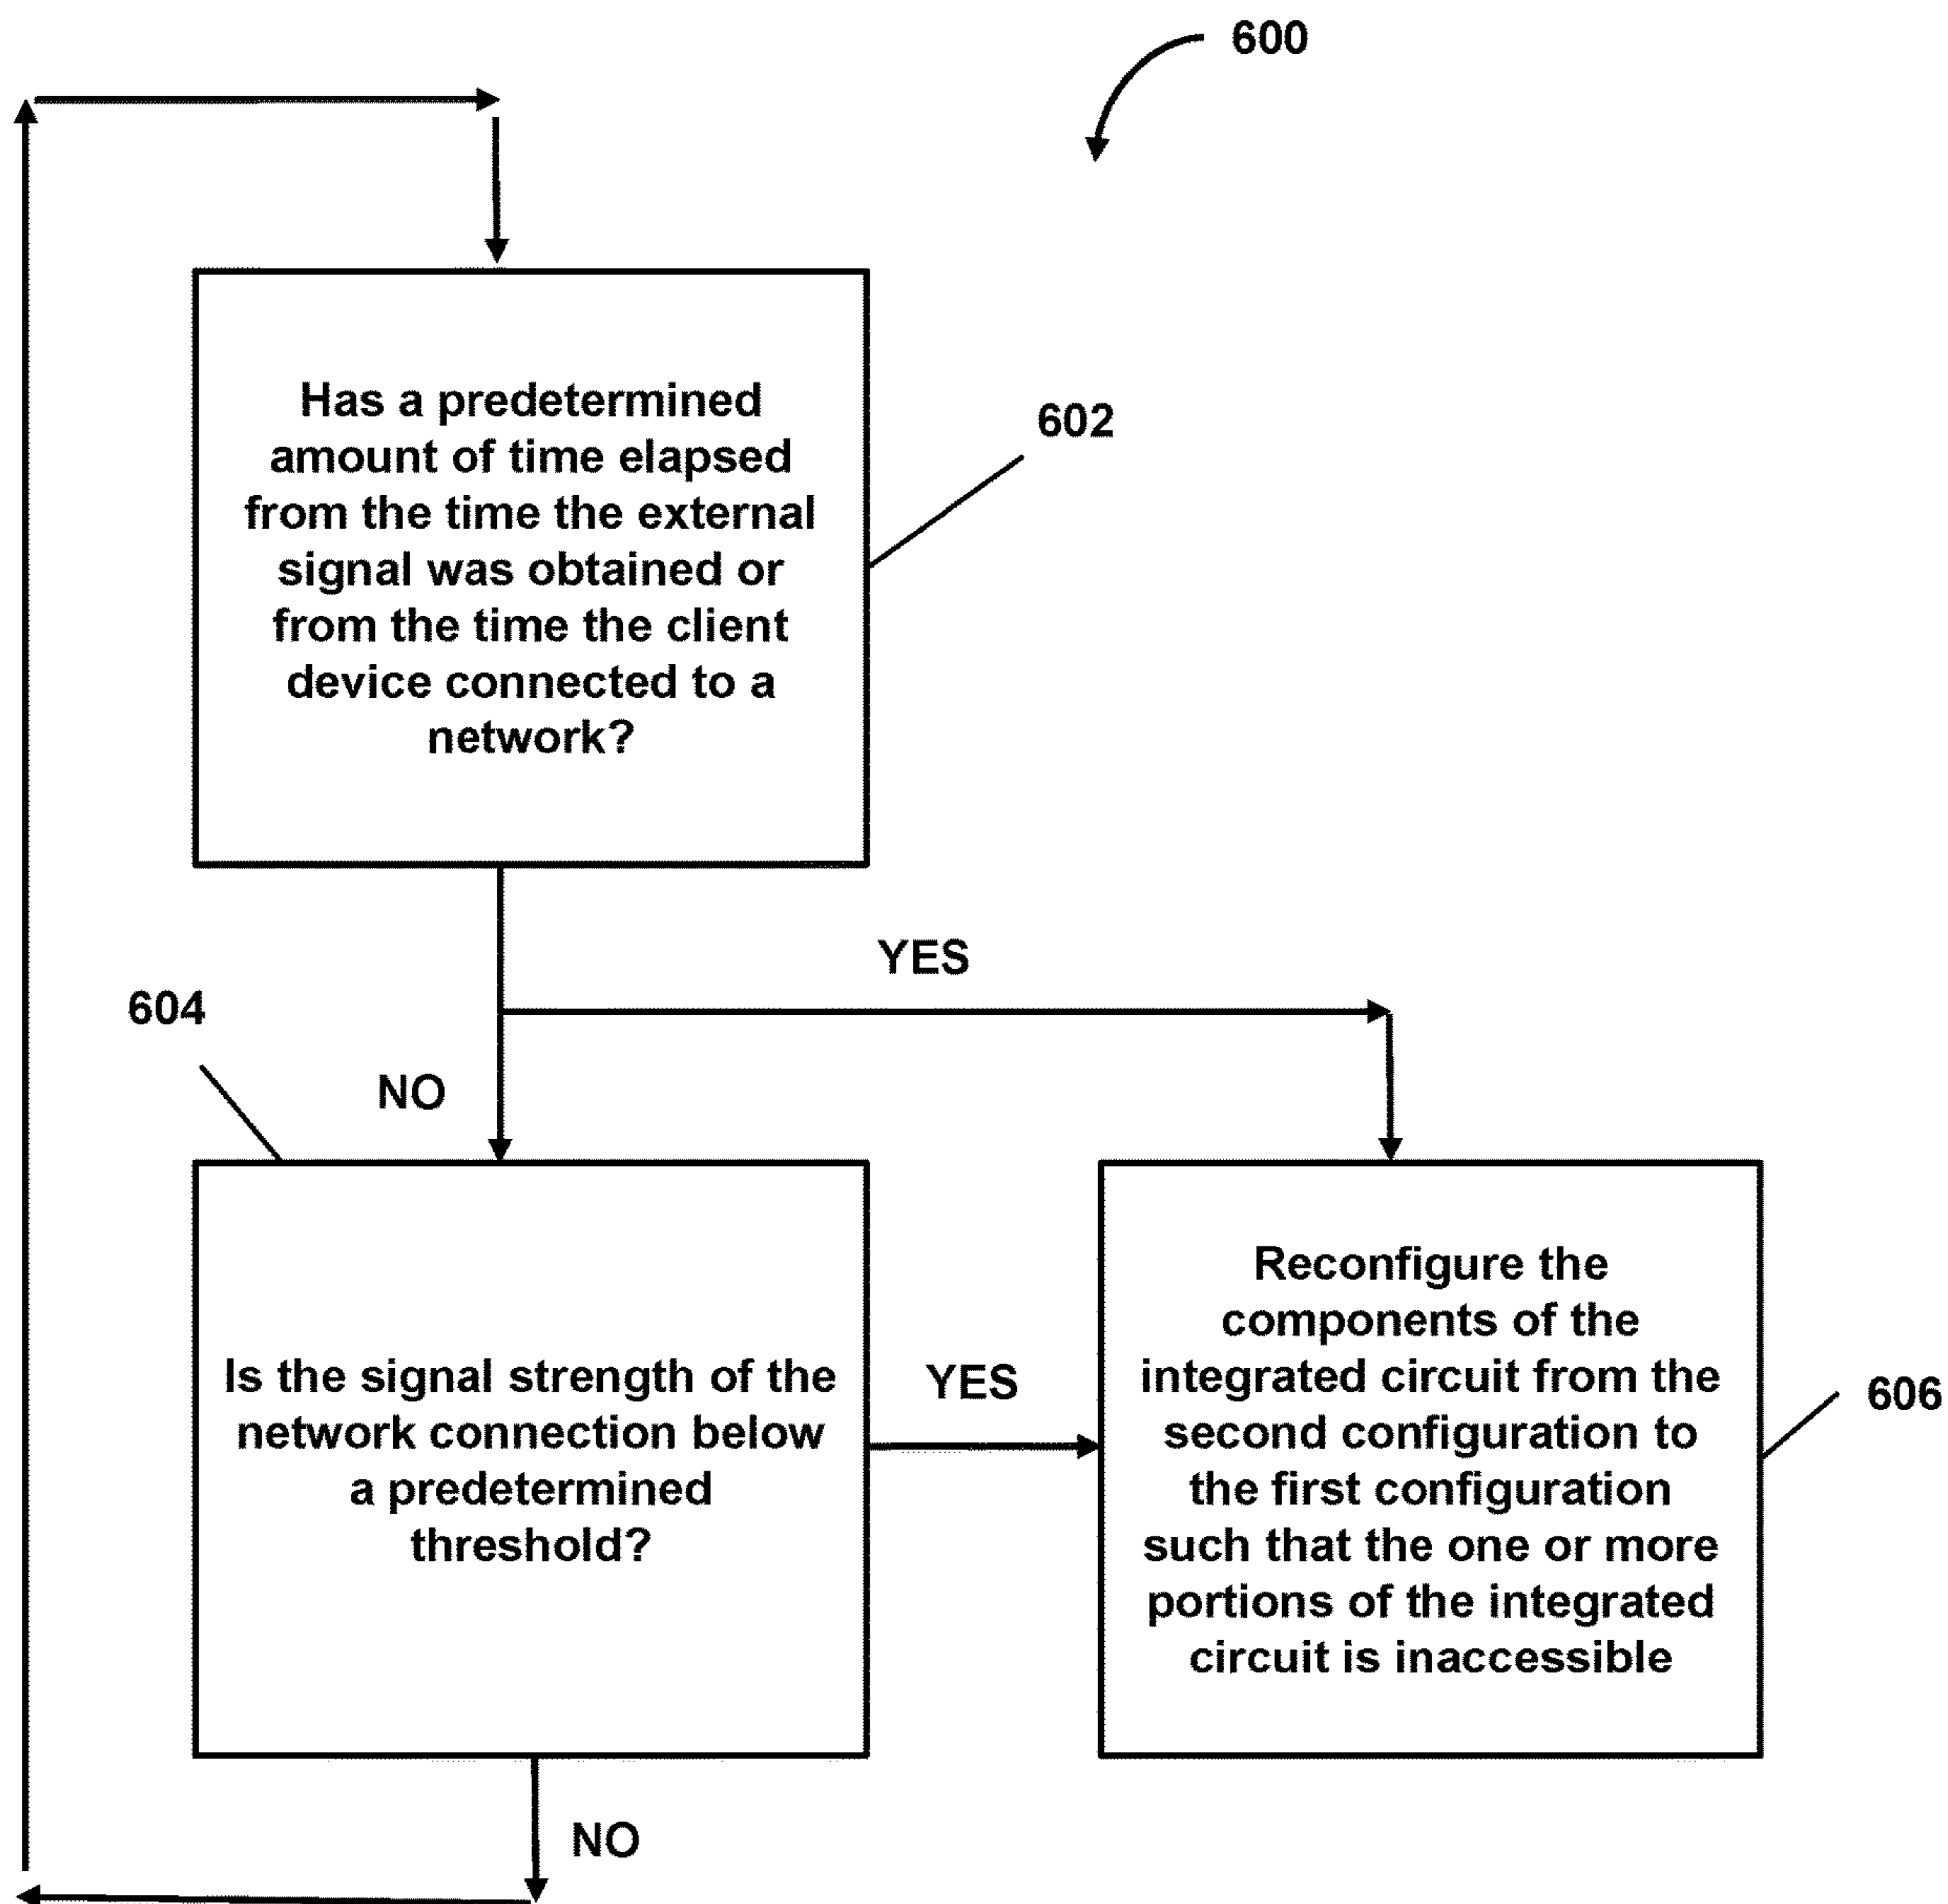 600
Has a predetermined
amount of time elapsed
from the time the external
signal was obtained or
from the time the client
device connected to a
network?
602
YES
604
NO
Is the signal strength of the
network connection below
a predetermined
threshold?
YES
Reconfigure the
components of the
integrated circuit from the
second configuration to
the first configuration
such that the one or more
portions of the integrated
circuit is inaccessible
606
NO